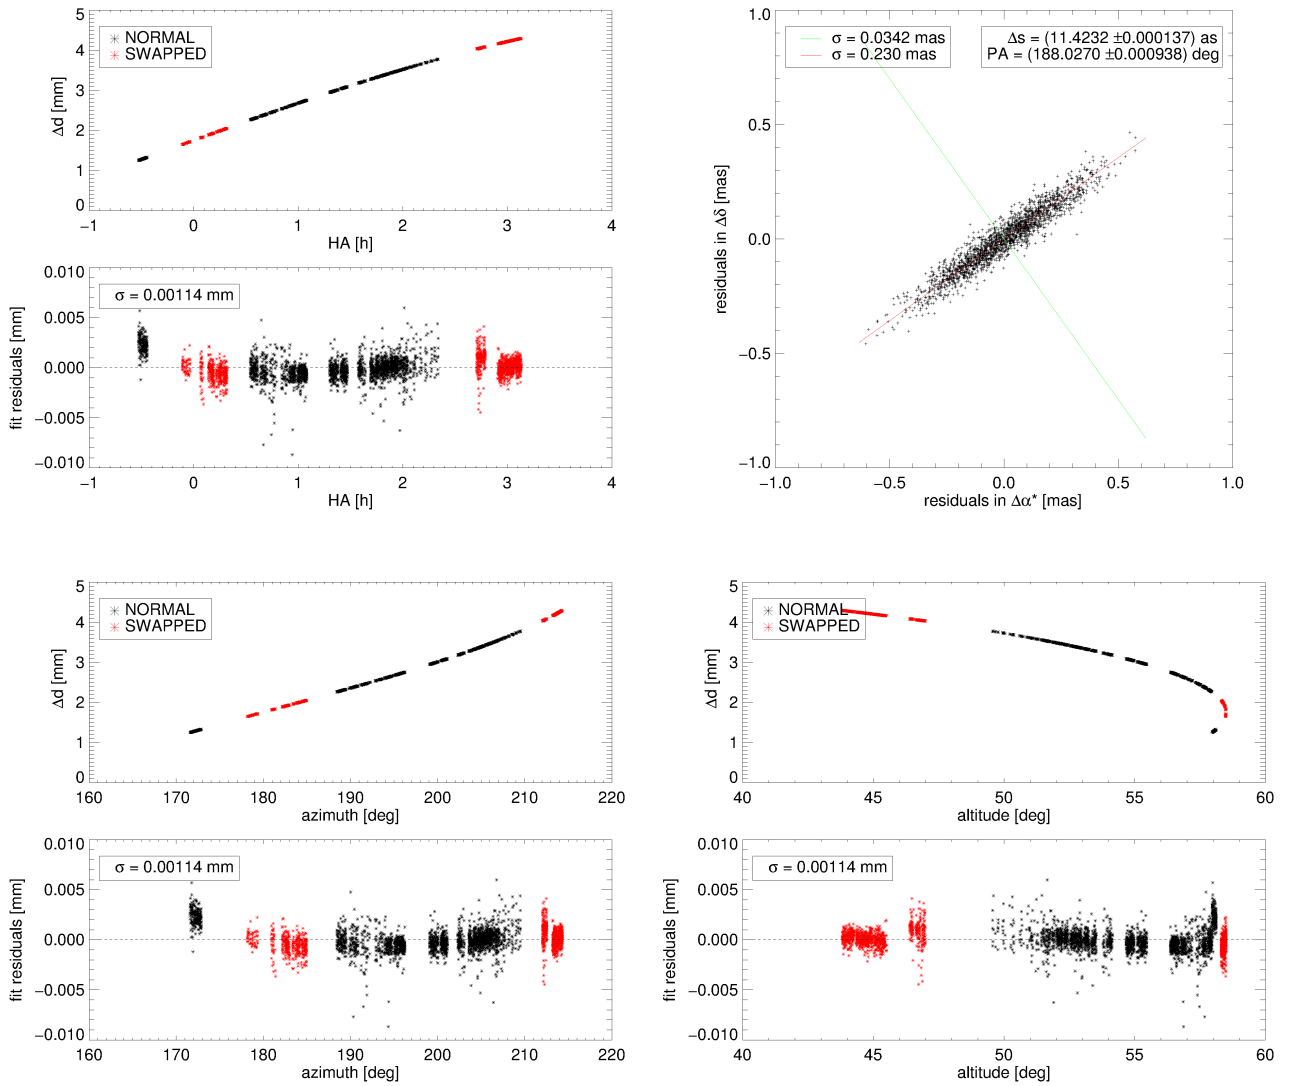 5
4
3
2
1
0
Δd [mm]
NORMAL
SWAPPED
−1 0 1 2 3 4
HA [h]
0.010
0.005
0.000
−0.005
−0.010
fit residuals [mm]
σ = 0.00114 mm
−1 0 1 2 3 4
HA [h]
1.0
0.5
0.0
−0.5
−1.0
residuals in Δδ [mas]
σ = 0.0342 mas
σ = 0.230 mas
Δs = (11.4232 ±0.000137) as
PA = (188.0270 ±0.000938) deg
−1.0 −0.5 0.0 0.5 1.0
residuals in Δα* [mas]
5
4
3
2
1
0
Δd [mm]
NORMAL
SWAPPED
160 170 180 190 200 210 220
azimuth [deg]
5
4
3
2
1
0
Δd [mm]
NORMAL
SWAPPED
40 45 50 55 60
altitude [deg]
0.010
0.005
0.000
−0.005
−0.010
fit residuals [mm]
σ = 0.00114 mm
160 170 180 190 200 210 220
azimuth [deg]
0.010
0.005
0.000
−0.005
−0.010
fit residuals [mm]
σ = 0.00114 mm
40 45 50 55 60
altitude [deg]